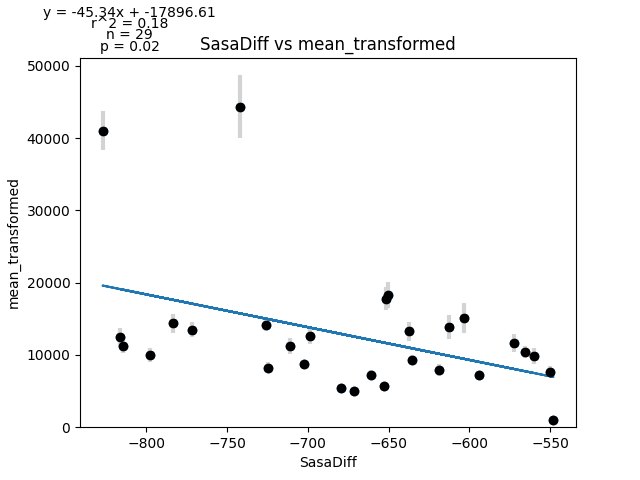 y = -45.34x + -17896.61
r^2 = 0.18
n = 29
p = 0.02
SasaDiff vs mean_transformed
50000
40000
30000
20000
10000
0
mean_transformed
−800
−750
−700
−650
−600
−550
SasaDiff